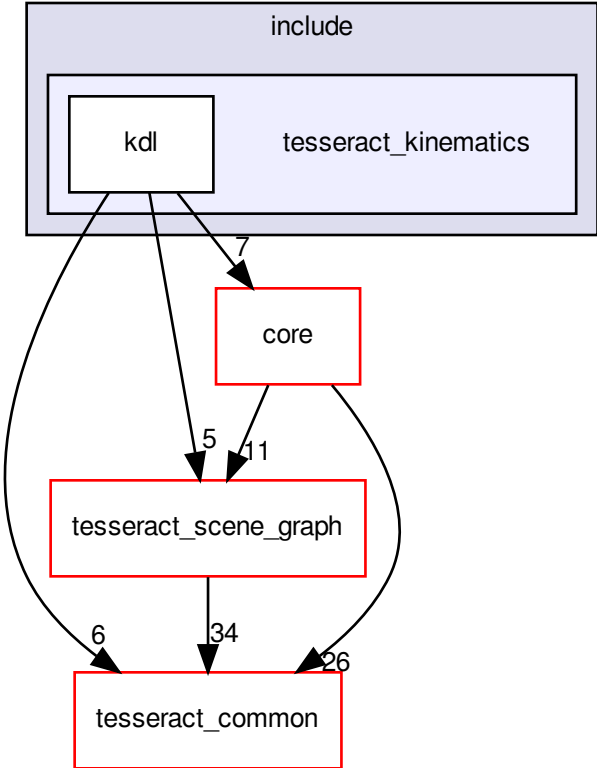 include
kdl
tesseract_kinematics
7
core
5
11
tesseract_scene_graph
6
34
26
tesseract_common